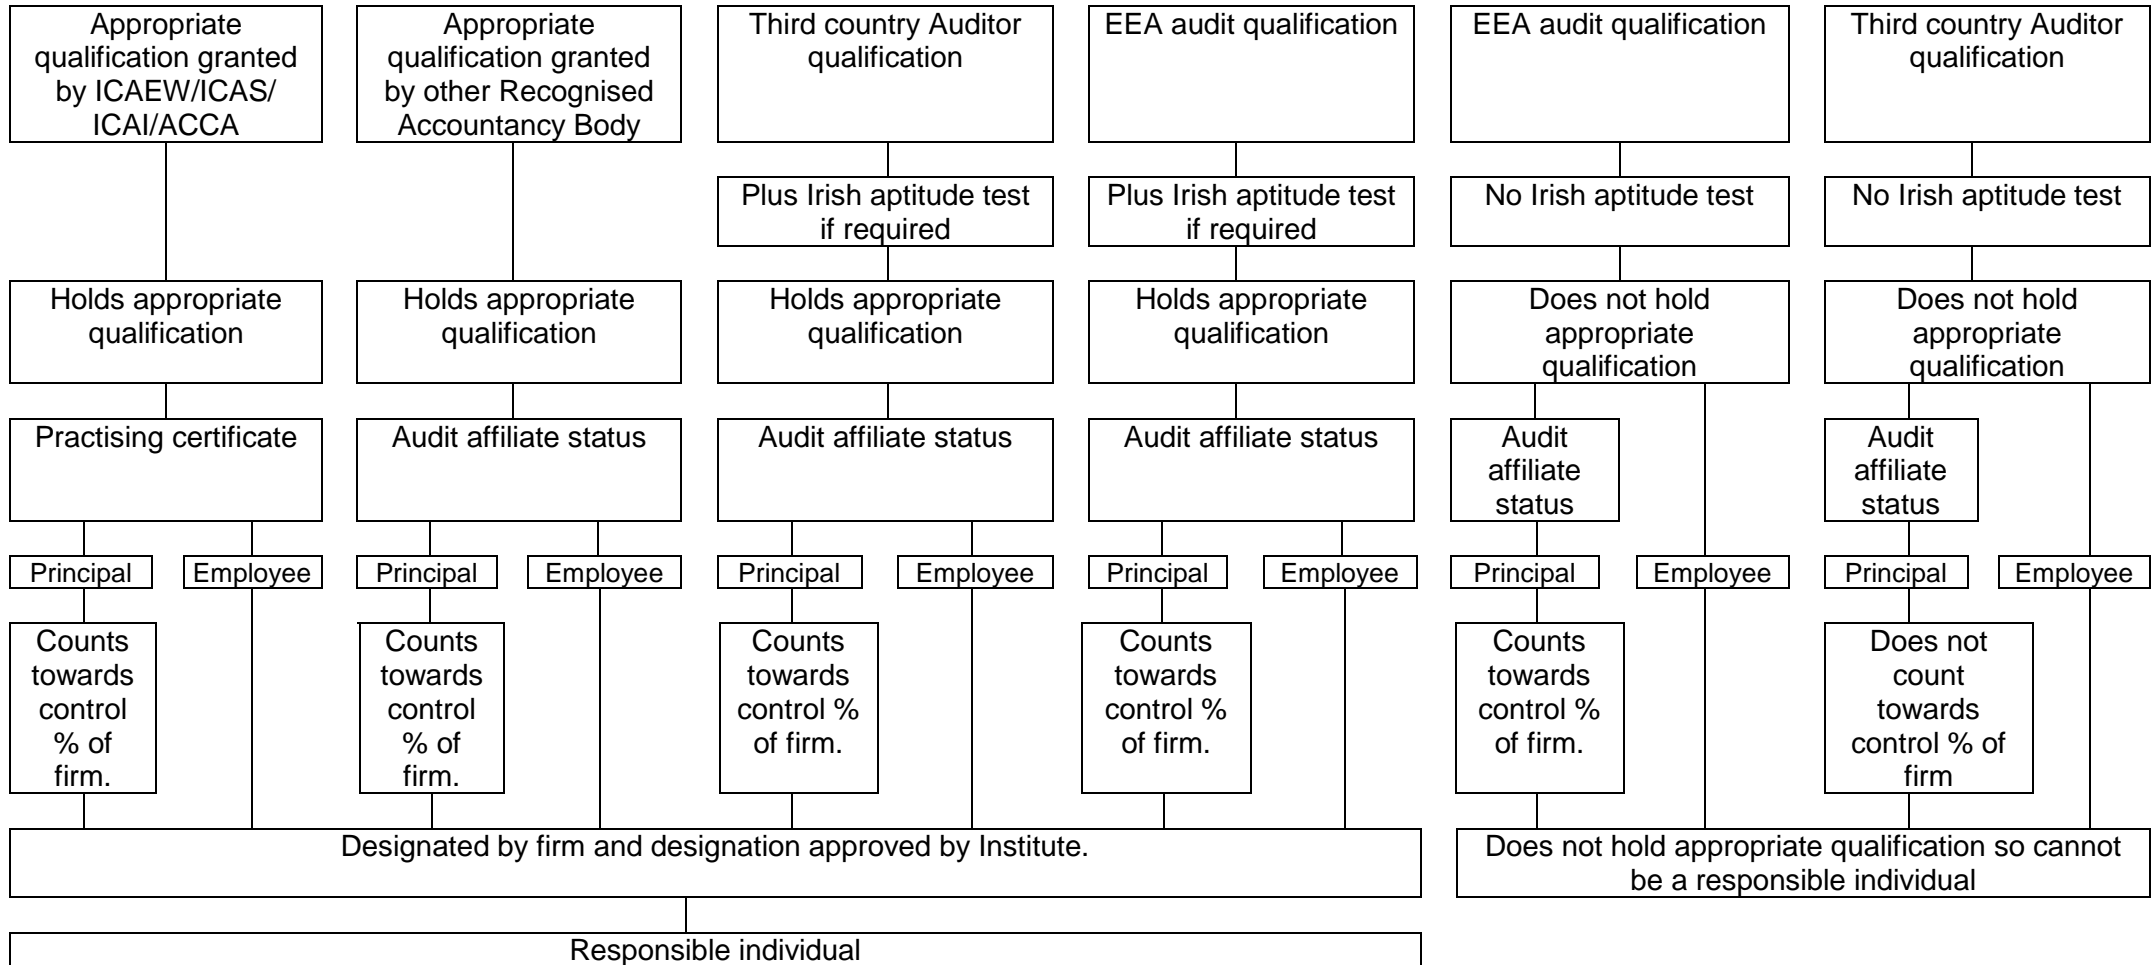 Appropriate
qualification granted
by ICAEW/ICAS/
ICAI/ACCA
Appropriate
qualification granted
by other Recognised
Accountancy Body
Third country Auditor
qualification
EEA audit qualification
EEA audit qualification
Third country Auditor
qualification
Plus Irish aptitude test
if required
Plus Irish aptitude test
if required
No Irish aptitude test
No Irish aptitude test
Holds appropriate
qualification
Holds appropriate
qualification
Holds appropriate
qualification
Holds appropriate
qualification
Does not hold
appropriate
qualification
Does not hold
appropriate
qualification
Practising certificate
Audit affiliate status
Audit affiliate status
Audit affiliate status
Audit
affiliate
status
Audit
affiliate
status
Principal
Employee
Principal
Employee
Principal
Employee
Principal
Employee
Principal
Employee
Principal
Employee
Counts
towards
control
% of
firm.
Counts
towards
control
% of
firm.
Counts
towards
control %
of firm.
Counts
towards
control %
of firm.
Counts
towards
control %
of firm.
Does not
count
towards
control % of
firm
Designated by firm and designation approved by Institute.
Does not hold appropriate qualification so cannot
be a responsible individual
Responsible individual